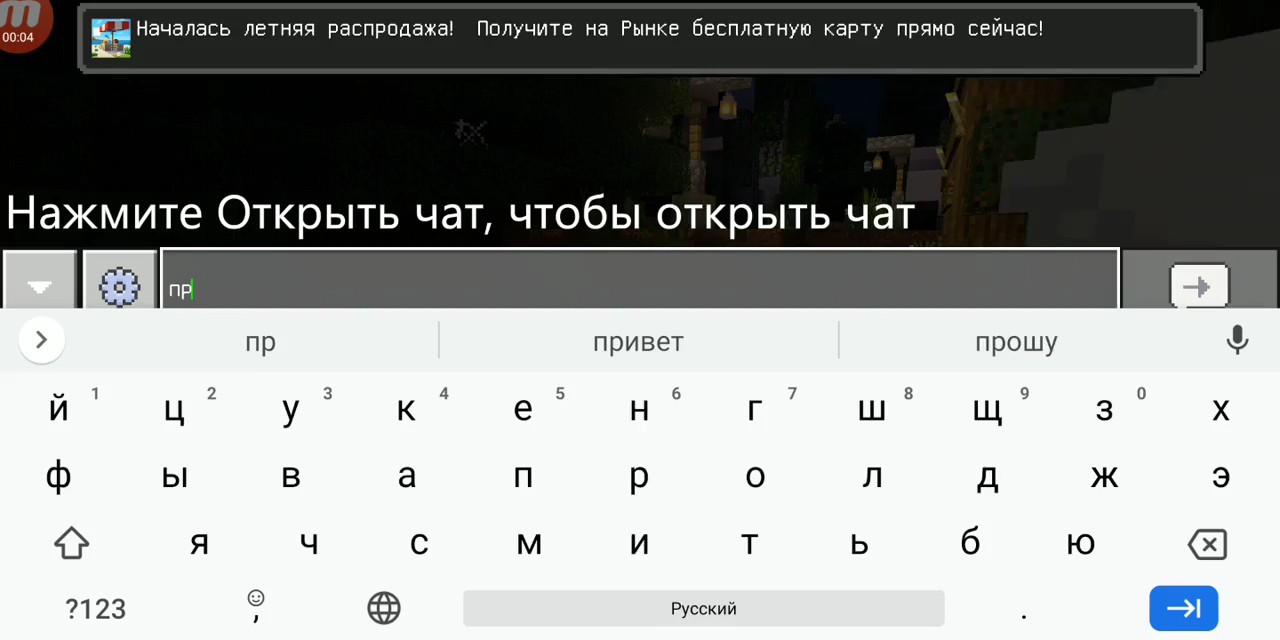 00:04
Началась летняя распродажа! Получите на Рынке бесплатную карту прямо сейчас!
Нажмите Открыть чат, чтобы открыть чат
пр
пр привет прошу
й 1 ц 2 у 3 к 4 е 5 н 6 г 7 ш 8 щ 9 з 0 х
ф ы в а п р о л д ж э
я ч с м и т ь б ю
?123 , Русский .